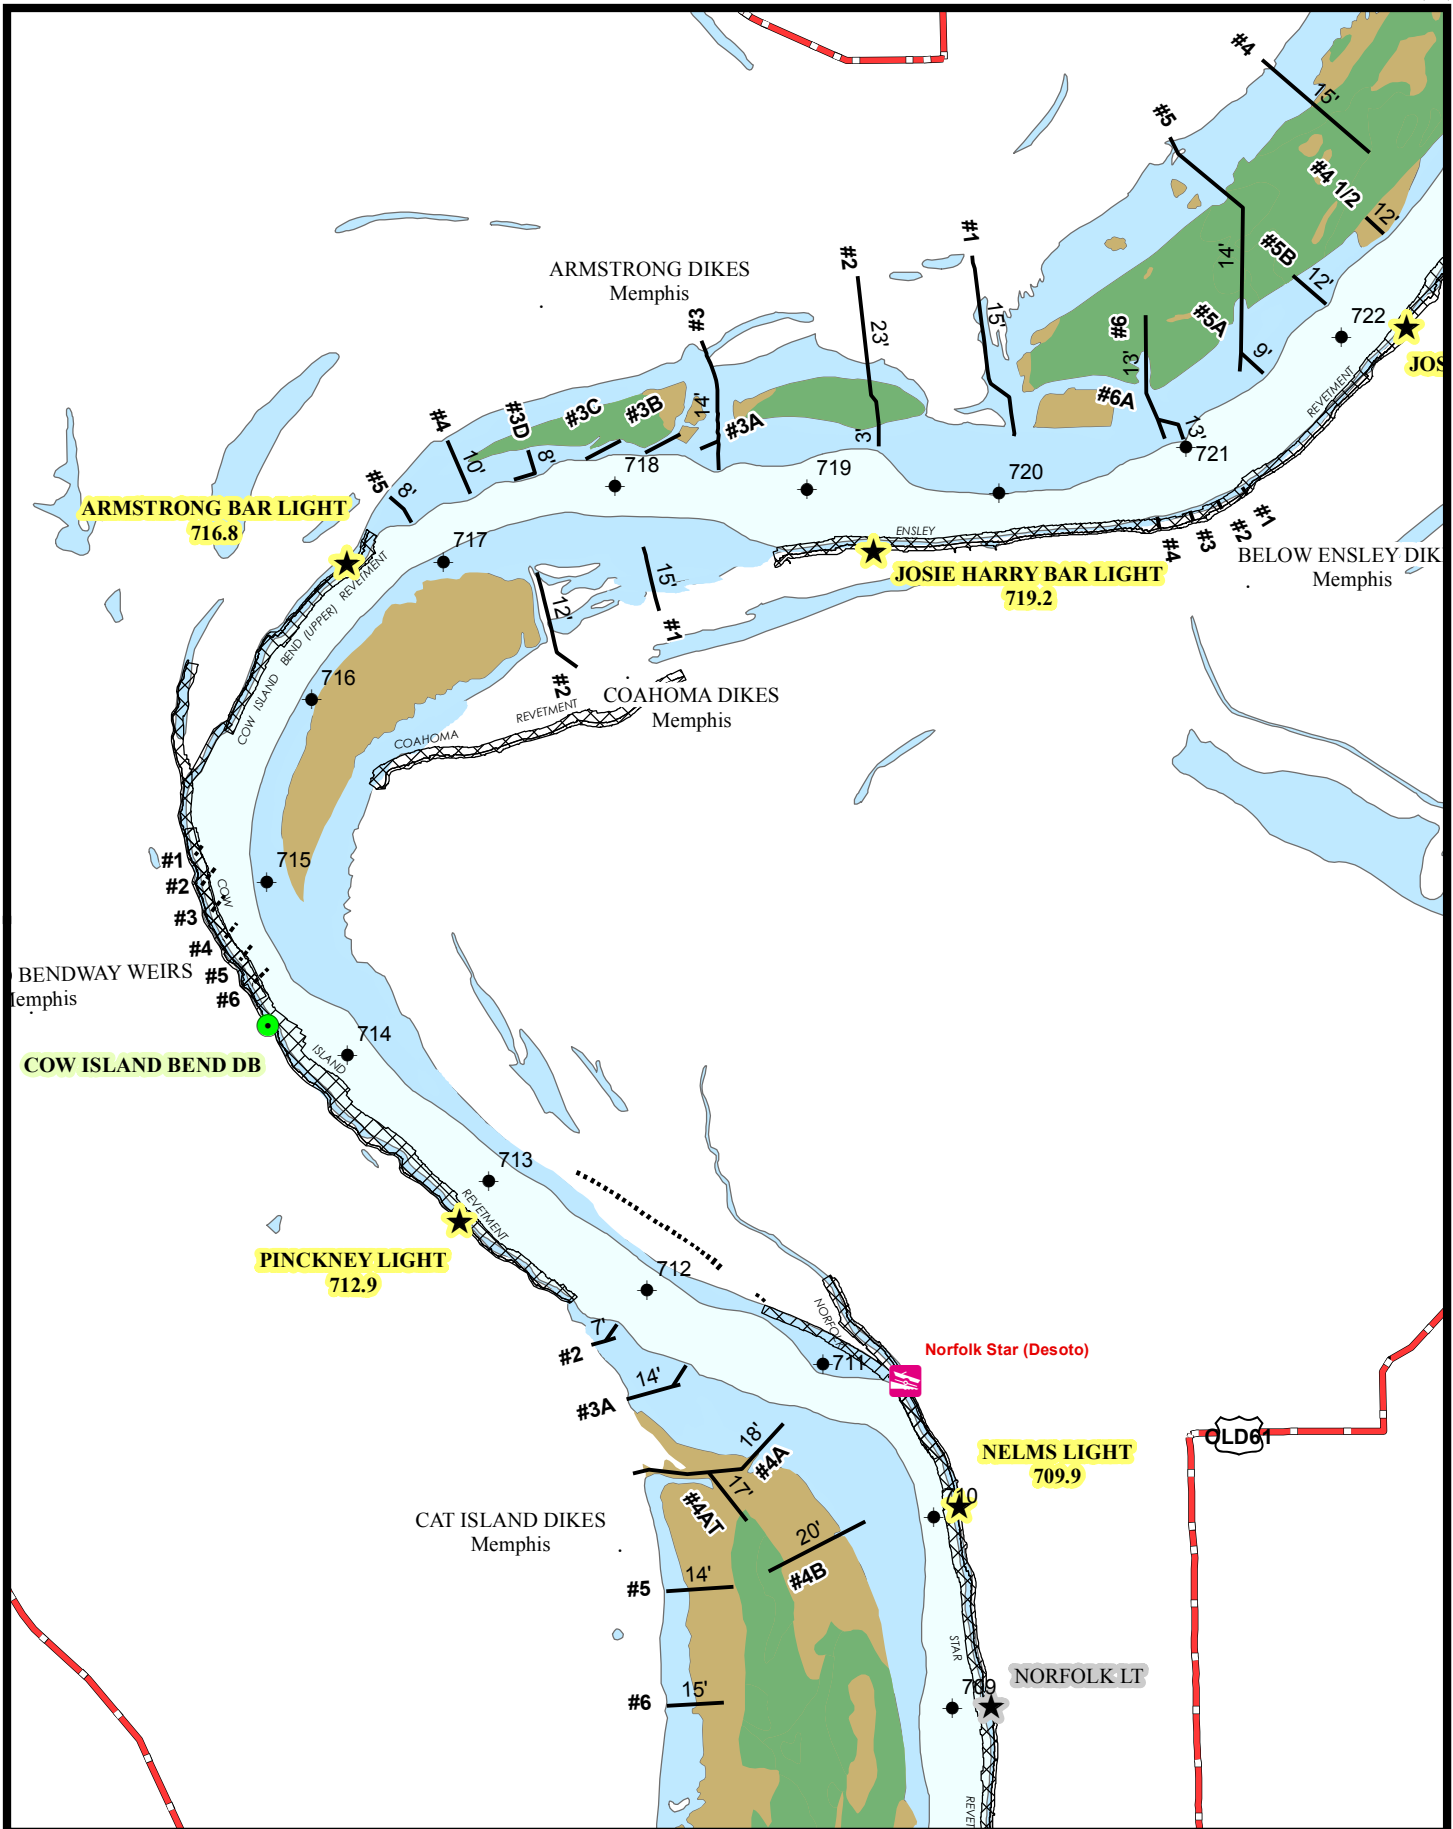 #4
15'
#5
#4 1/2
12'
#1
#2
14'
#5B
12'
ARMSTRONG DIKES
Memphis
#3
23'
15'
#6
#5A
722
13'
9'
JOS
REVETMENT
#3D
#3C
#3B
14'
#3A
#6A
3'
13'
721
#4
10'
8'
718
719
720
#5
8'
ARMSTRONG BAR LIGHT
716.8
ENSLEY
#1
#2
#3
#4
717
BELOW ENSLEY DIK
Memphis
JOSIE HARRY BAR LIGHT
719.2
15'
12'
#1
#2
COW ISLAND BEND (UPPER) REVETMENT
716
COAHOMA DIKES
Memphis
COAHOMA REVETMENT
#1
#2
#3
#4
#5
#6
COW
715
BENDWAY WEIRS
Memphis
714
COW ISLAND BEND DB
ISLAND
713
REVETMENT
PINCKNEY LIGHT
712.9
712
NORFOLK
711
Norfolk Star (Desoto)
7'
#2
14'
#3A
OLD61
18'
#4A
17'
#4AT
NELMS LIGHT
709.9
710
CAT ISLAND DIKES
Memphis
20'
#4B
#5
14'
STAR
#6
15'
709
NORFOLK LT
REVET